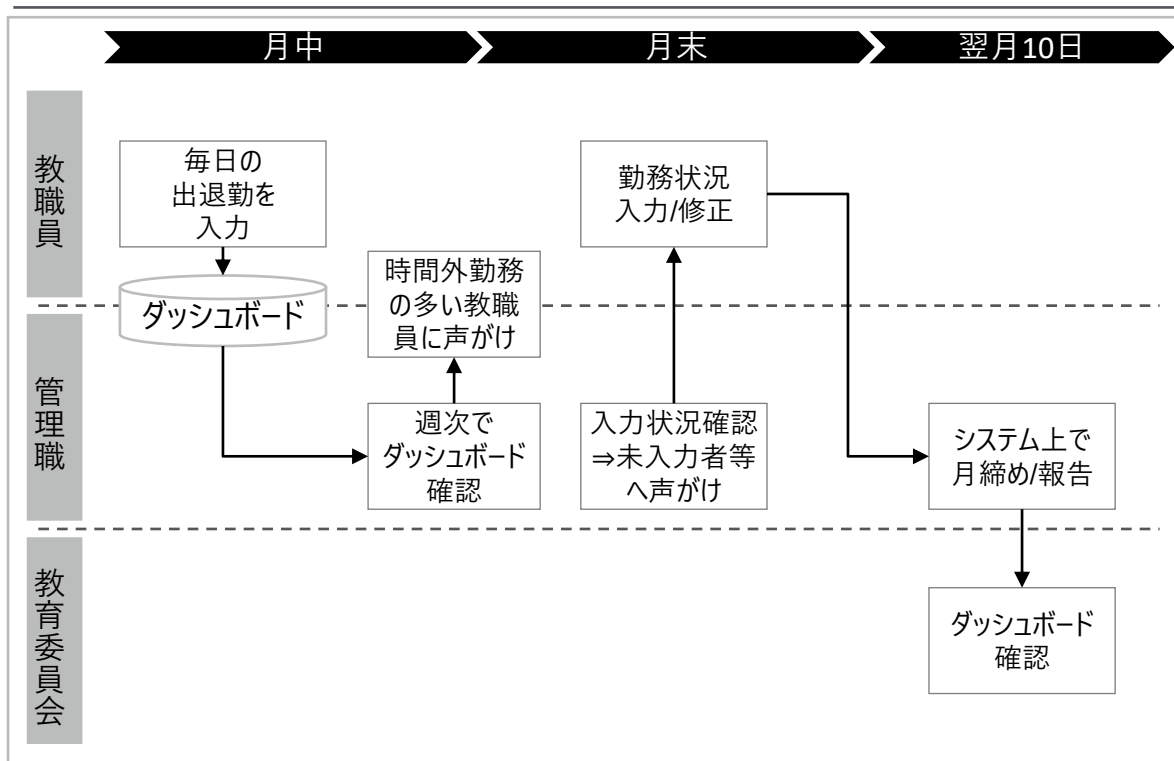 月中
月末
翌月10日
教職員
毎日の
出退勤を
入力
勤務状況
入力/修正
ダッシュボード
時間外勤務
の多い教職
員に声がけ
管理職
週次で
ダッシュボード
確認
入力状況確認
⇒未入力者等
へ声がけ
システム上で
月締め/報告
教育委員会
ダッシュボード
確認